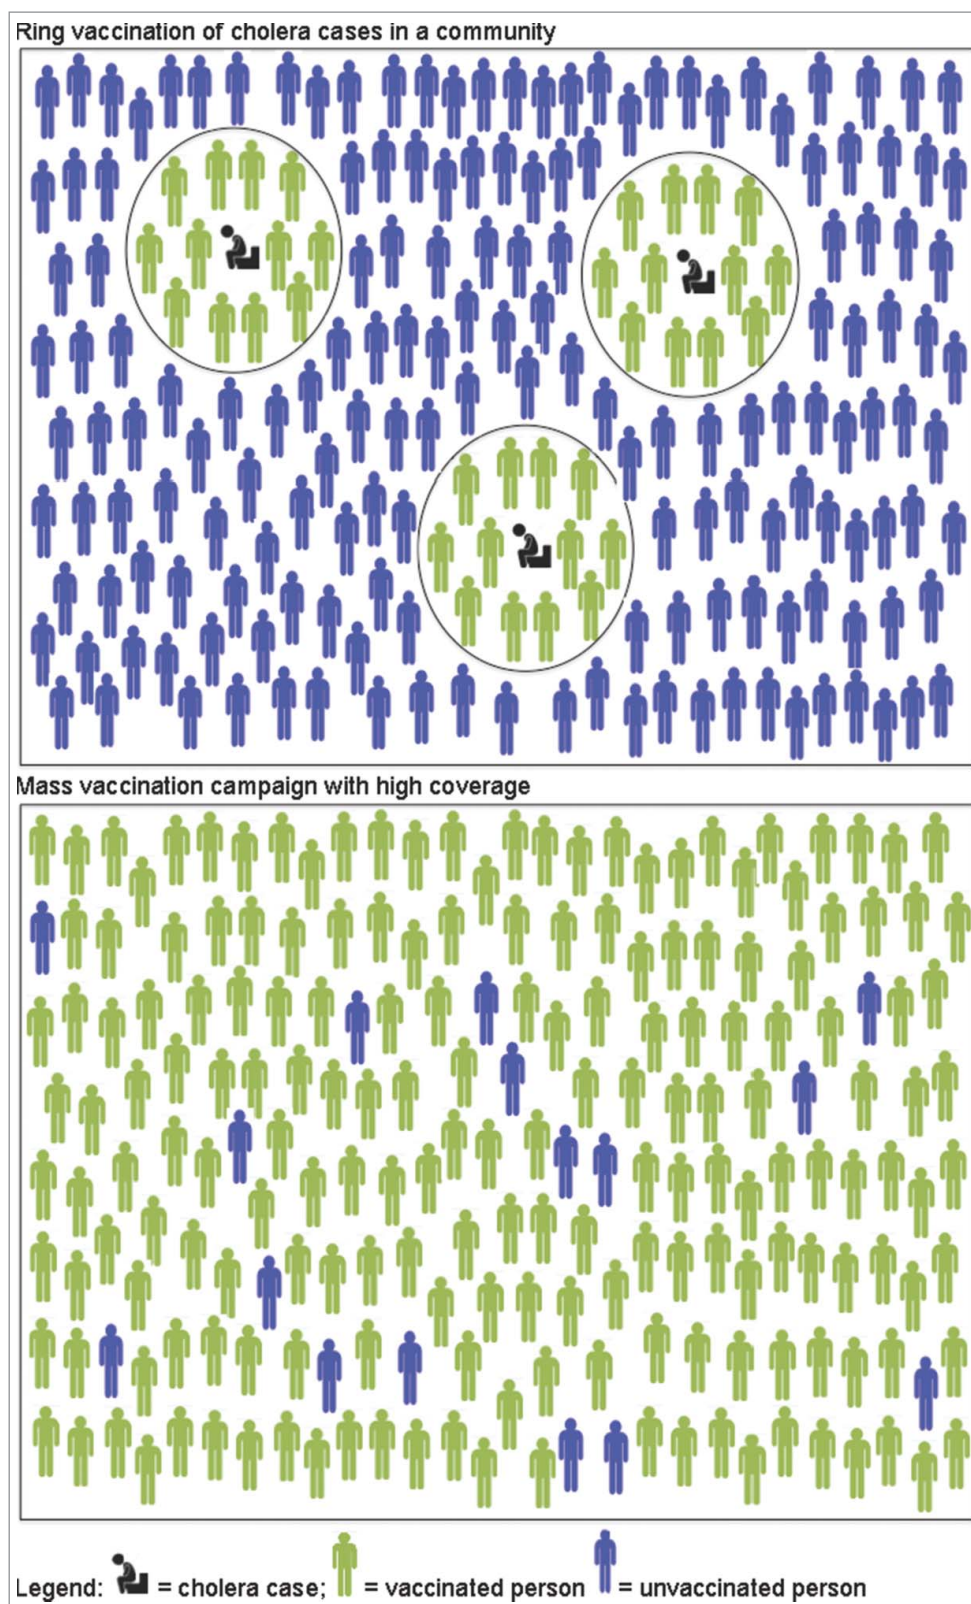 Ring vaccination of cholera cases in a community
Mass vaccination campaign with high coverage
Legend: = cholera case; = vaccinated person = unvaccinated person